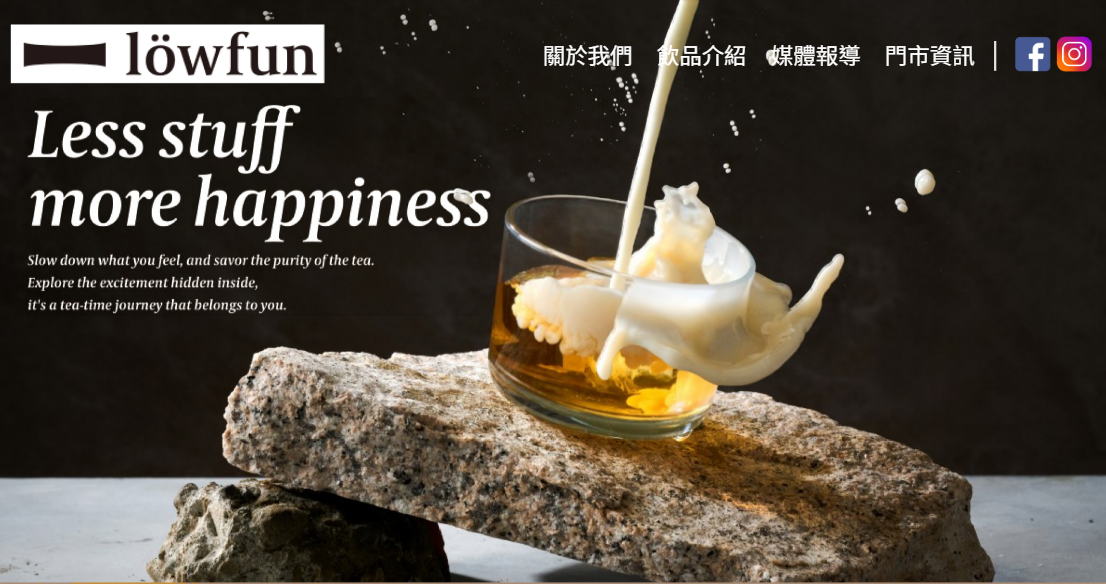 löwfun
關於我們 飲品介紹 媒體報導 門市資訊
Less stuff
more happiness
Slow down what you feel, and savor the purity of the tea.
Explore the excitement hidden inside,
it's a tea-time journey that belongs to you.